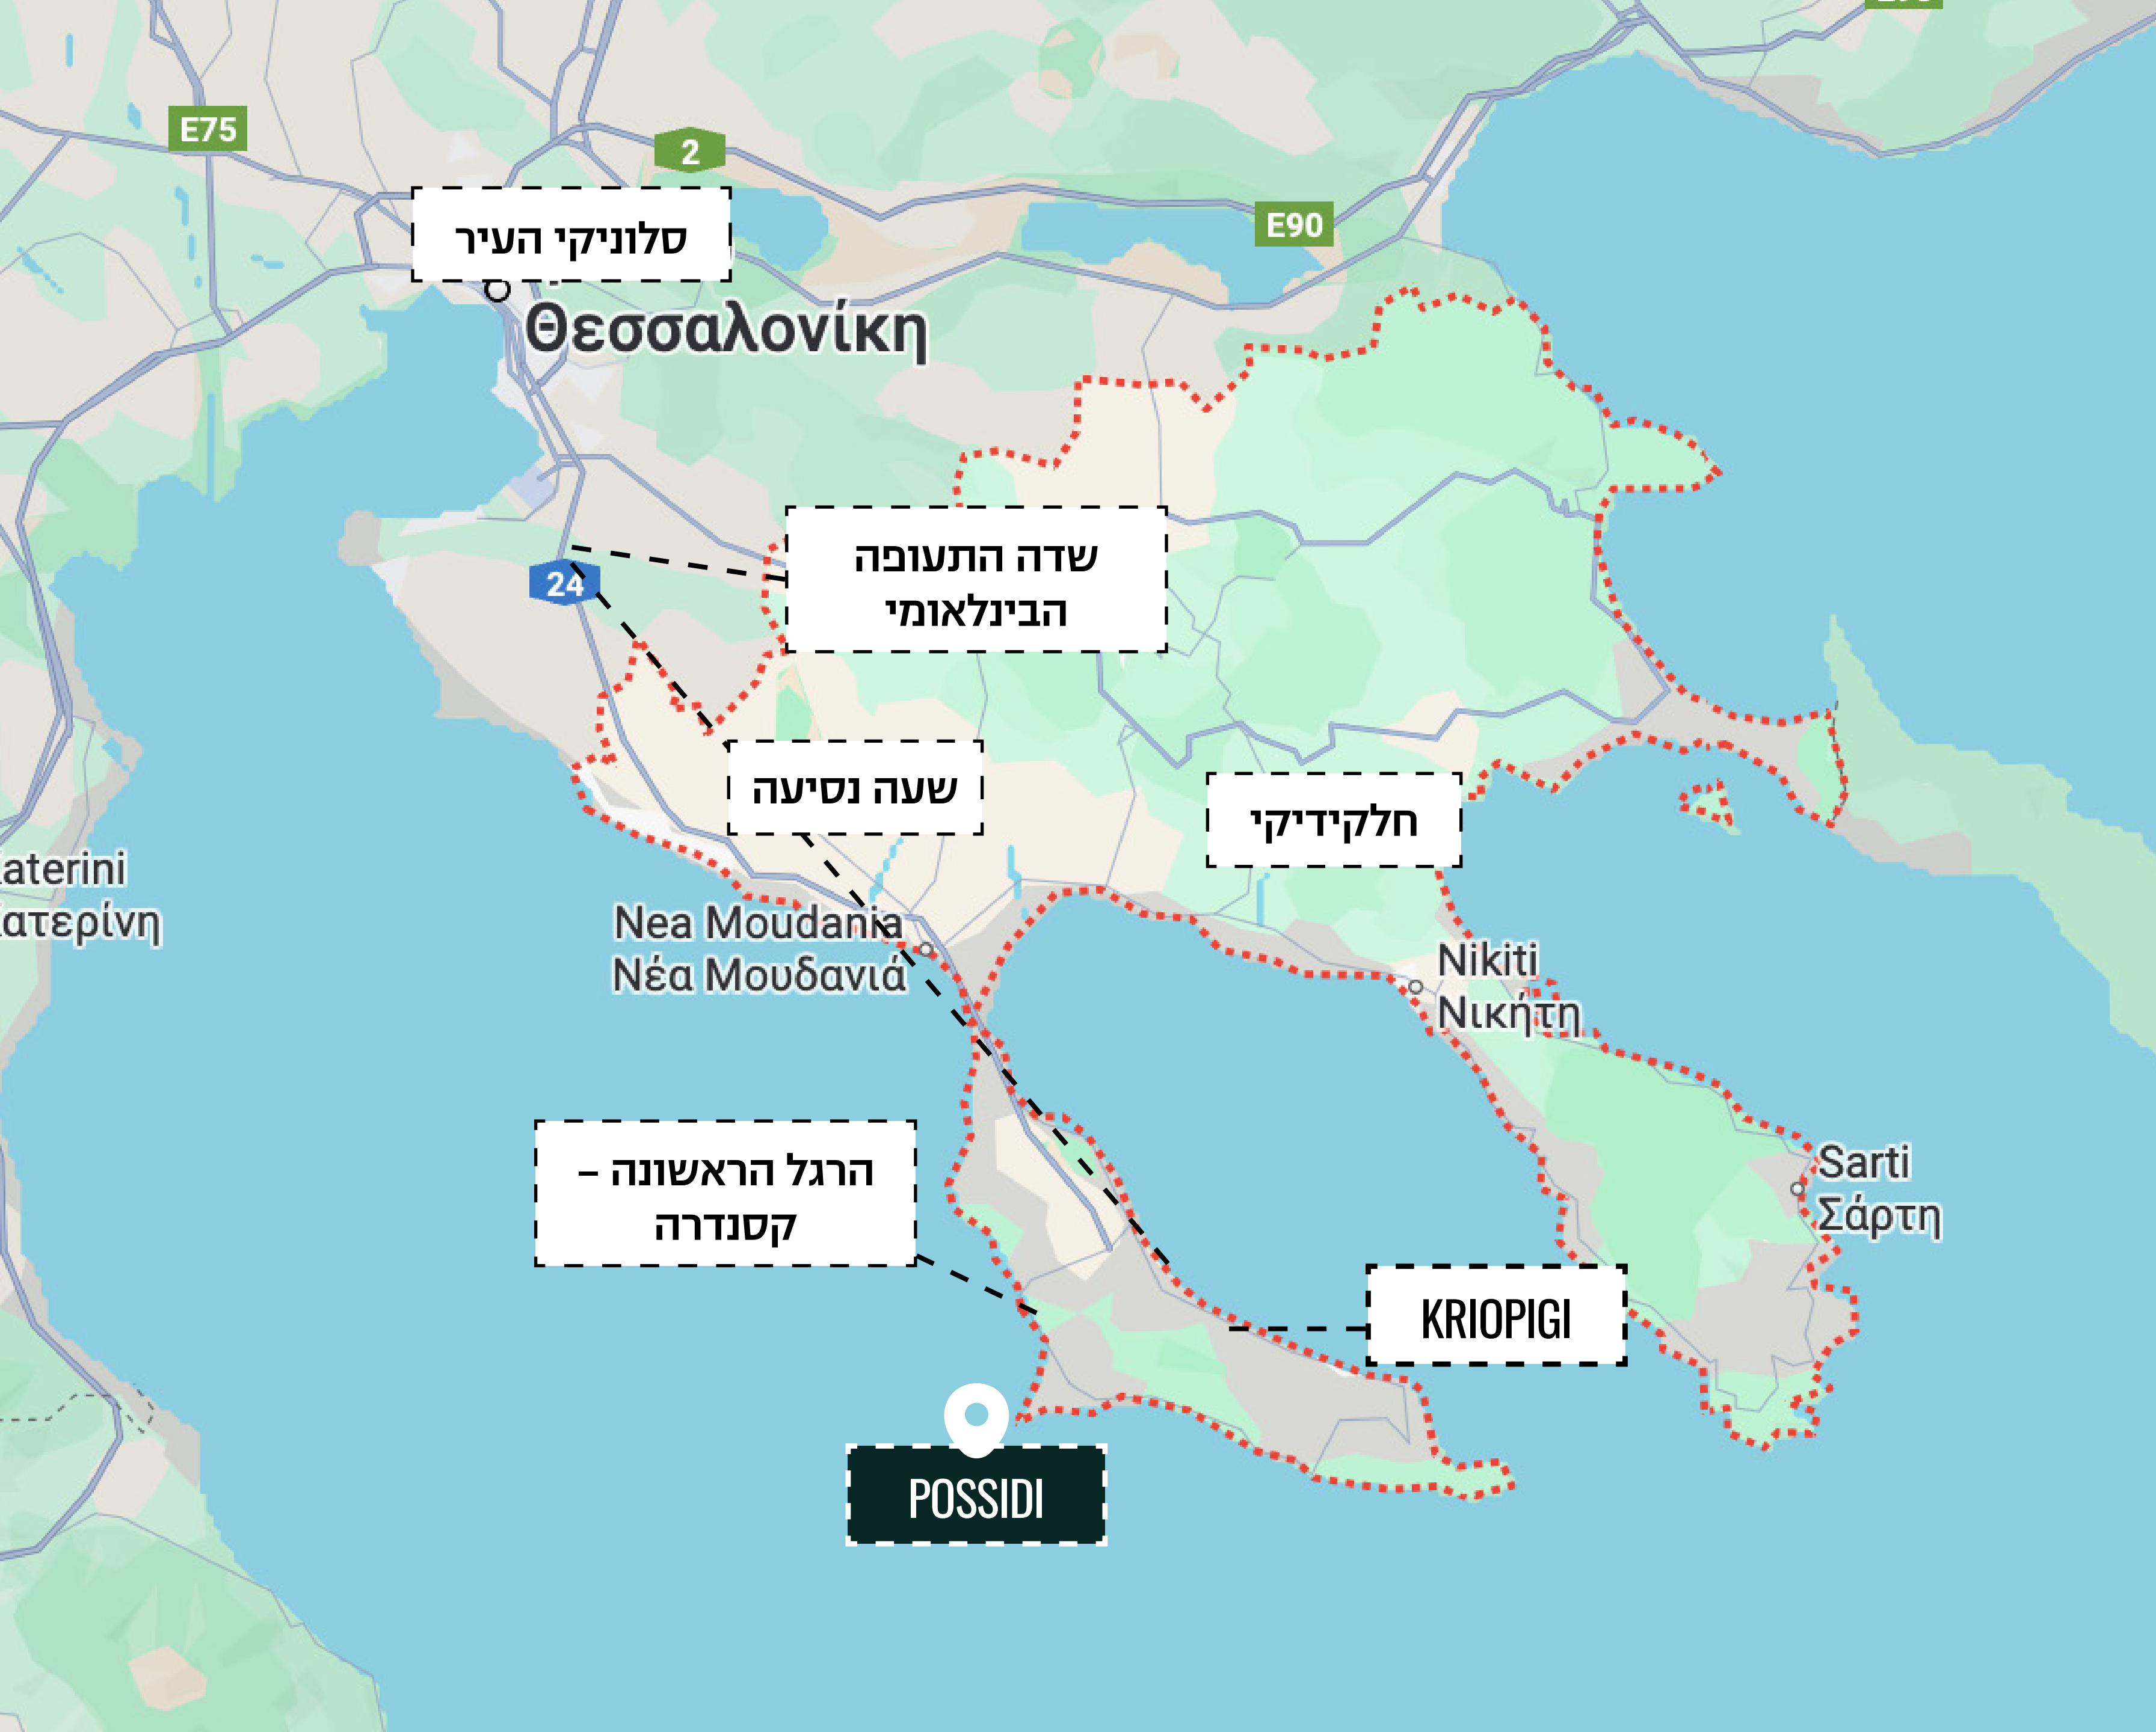 E75
2
E90
סלוניקי העיר
Θεσσαλονίκη
שדה התעופה
הבינלאומי
24
שעה נסיעה
חלקידיקי
aterini
ατερίνη
Nea Moudania
Νέα Μουδανιά
Nikiti
Νικήτη
הרגל הראשונה –
קסנדרה
Sarti
Σάρτη
KRIOPIGI
POSSIDI